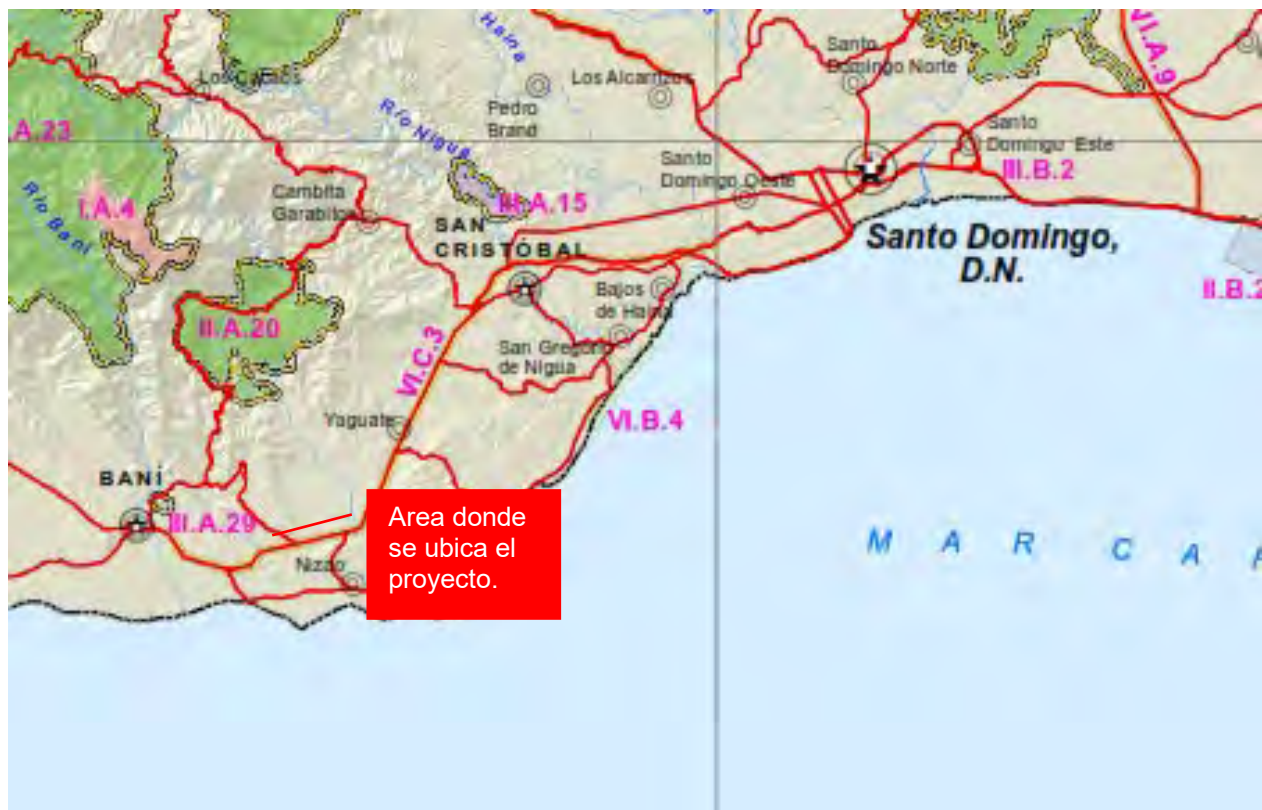 Haina
Los Cacaos
Pedro
Brand
Los Alcarrizos
Santo
Domingo Norte
VI.A.9
.A.23
Río Nigua
Santo
Domingo Este
III.B.2
Santo
Domingo Oeste
I.A.4
Río Baní
Cambita
Garabitos
III.A.15
SAN
CRISTÓBAL
Santo Domingo,
D.N.
Bajos
de Haina
II.B.2
II.A.20
VI.C.3
San Gregorio
de Nigua
Yaguate
VI.B.4
BANÍ
III.A.29
Nizao
Area donde
se ubica el
proyecto.
M A R C A